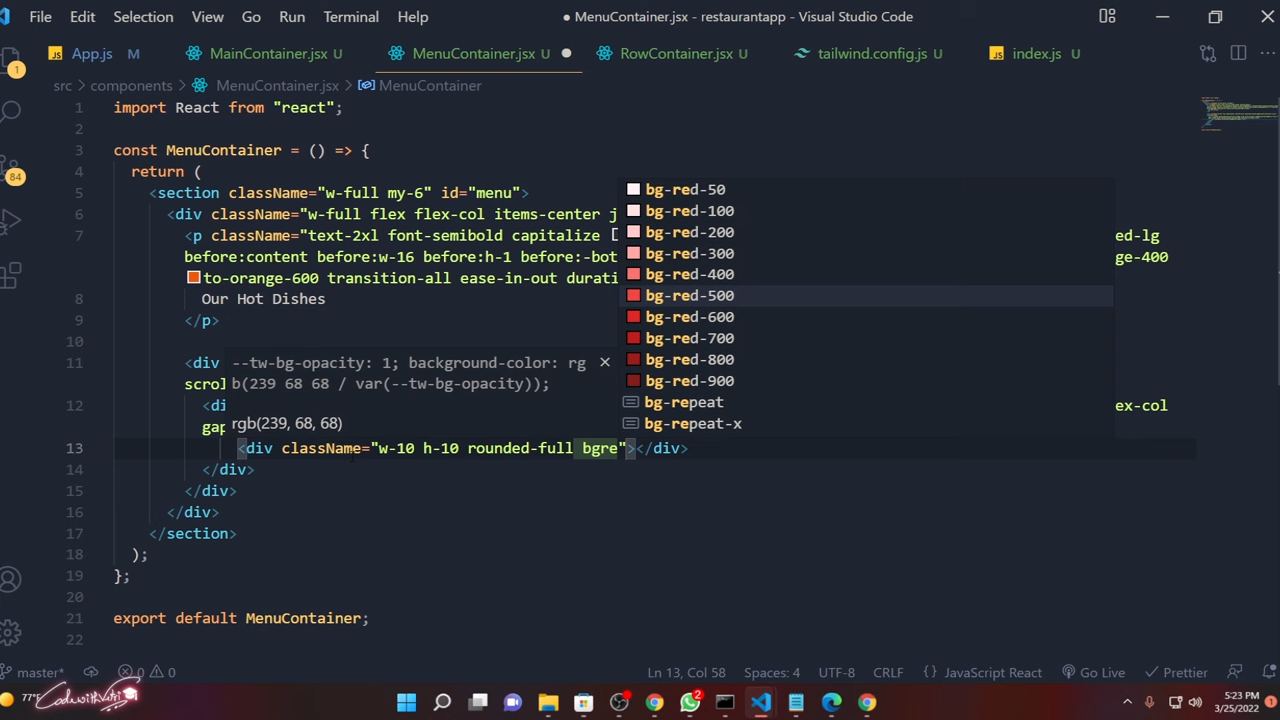 File Edit Selection View Go Run Terminal Help
● MenuContainer.jsx - restaurantapp - Visual Studio Code
JS App.js M
MainContainer.jsx U
MenuContainer.jsx U ●
RowContainer.jsx U
tailwind.config.js U
JS index.js U
src > components > MenuContainer.jsx > MenuContainer
1 import React from "react";
2
3 const MenuContainer = () => {
4 return (
5 <section className="w-full my-6" id="menu">
6 <div className="w-full flex flex-col items-center j
7 <p className="text-2xl font-semibold capitalize ed-lg
before:content before:w-16 before:h-1 before:-bot ge-400
to-orange-600 transition-all ease-in-out durati
8 Our Hot Dishes
9 </p>
10
11 <div
scrol
12 <di ex-col
gap
13 <div className="w-10 h-10 rounded-full bgre"></div>
14 </div>
15 </div>
16 </div>
17 </section>
18 );
19 };
20
21 export default MenuContainer;
22
bg-red-50
bg-red-100
bg-red-200
bg-red-300
bg-red-400
bg-red-500
bg-red-600
bg-red-700
bg-red-800
bg-red-900
bg-repeat
bg-repeat-x
--tw-bg-opacity: 1; background-color: rg
b(239 68 68 / var(--tw-bg-opacity));
rgb(239, 68, 68)
1
84
master* 0 0 Ln 13, Col 58 Spaces: 4 UTF-8 CRLF {} JavaScript React Go Live Prettier
77°F
2
5:23 PM
3/25/2022
1